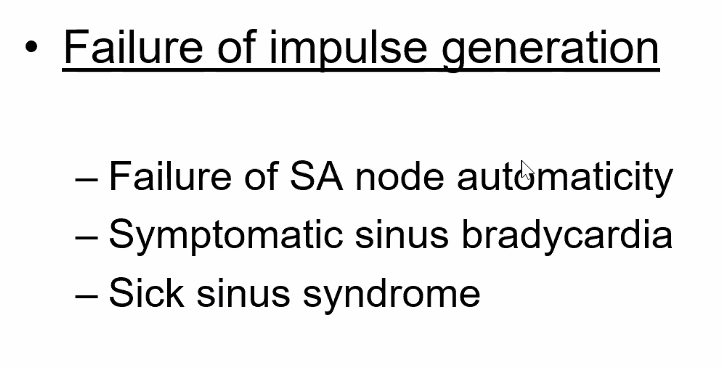 • Failure of impulse generation
– Failure of SA node automaticity
– Symptomatic sinus bradycardia
– Sick sinus syndrome